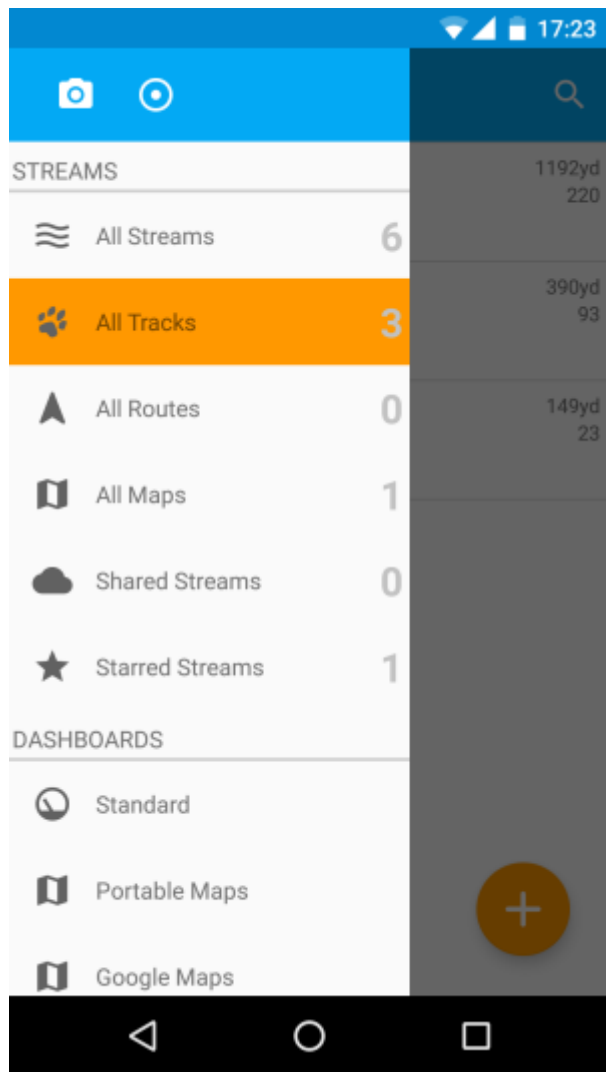 17:23
STREAMS
1192yd
220
All Streams 6
390yd
All Tracks 3
93
All Routes 0
149yd
23
All Maps 1
Shared Streams 0
Starred Streams 1
DASHBOARDS
Standard
Portable Maps
Google Maps